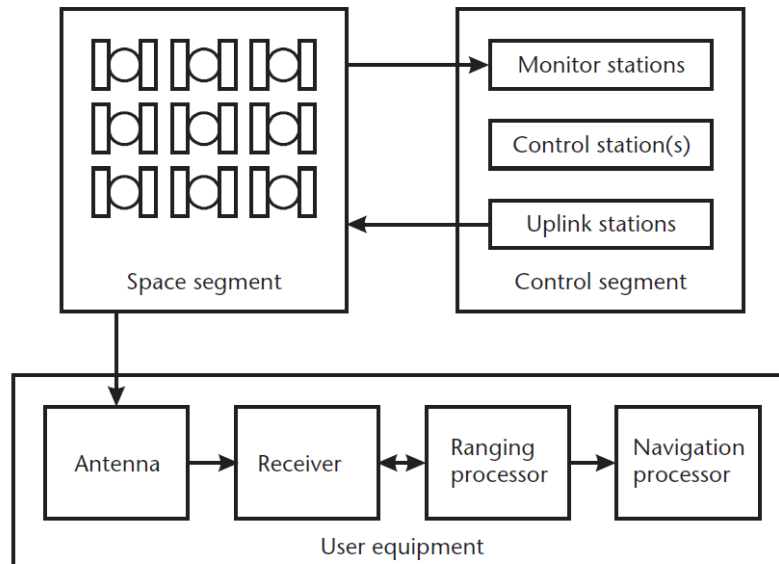 Monitor stations
Control station(s)
Uplink stations
Space segment
Control segment
Antenna
Receiver
Ranging
processor
Navigation
processor
User equipment